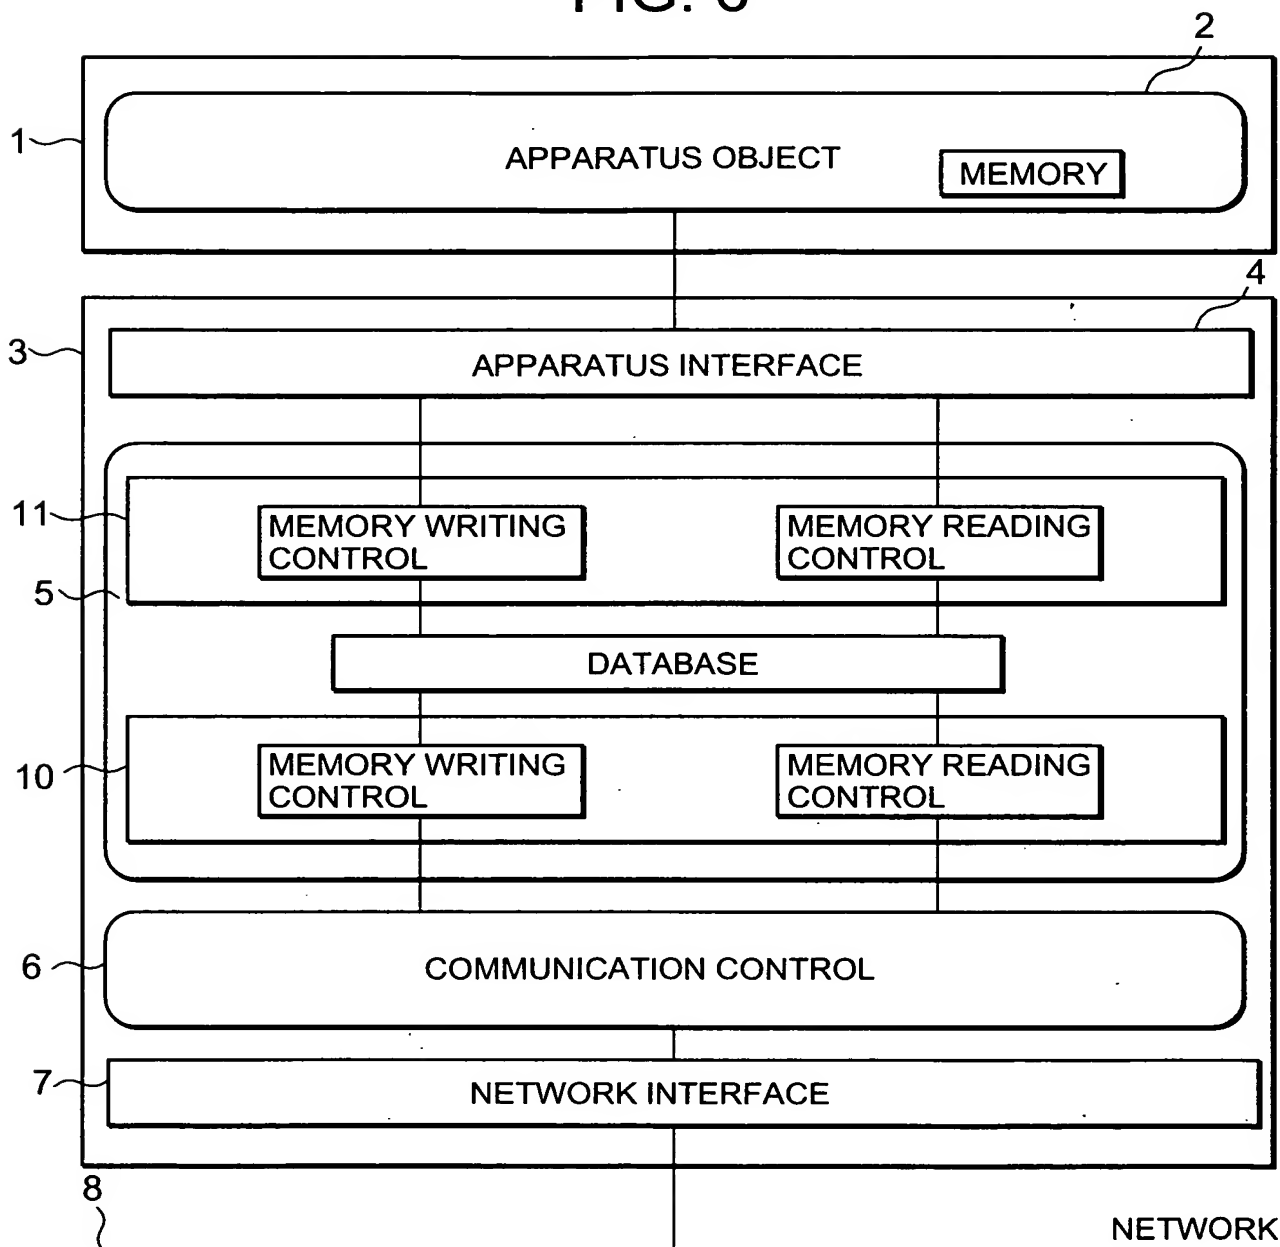 2
1
APPARATUS OBJECT
MEMORY
4
3
APPARATUS INTERFACE
11
MEMORY WRITING
CONTROL
MEMORY READING
CONTROL
5
DATABASE
10
MEMORY WRITING
CONTROL
MEMORY READING
CONTROL
6
COMMUNICATION CONTROL
7
NETWORK INTERFACE
8
NETWORK